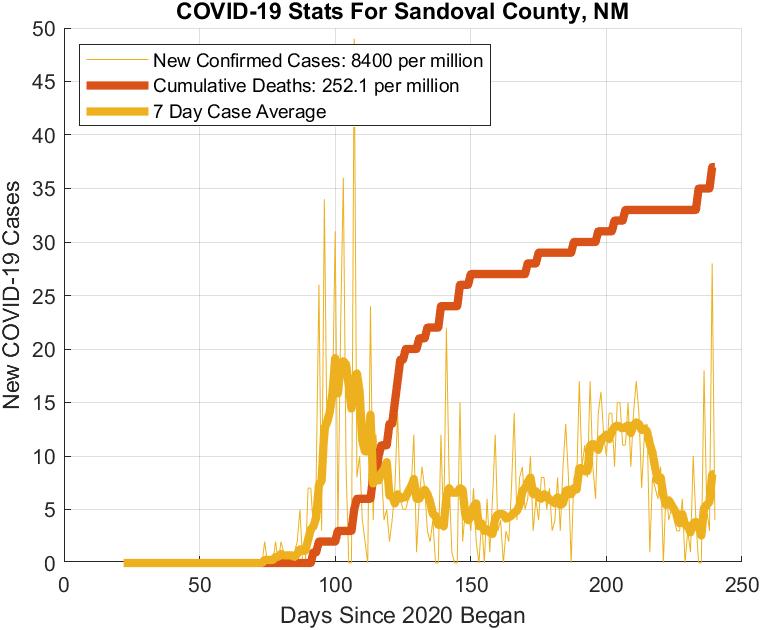 COVID-19 Stats For Sandoval County, NM
New Confirmed Cases: 8400 per million
Cumulative Deaths: 252.1 per million
7 Day Case Average
New COVID-19 Cases
50
45
40
35
30
25
20
15
10
5
0
0 50 100 150 200 250
Days Since 2020 Began